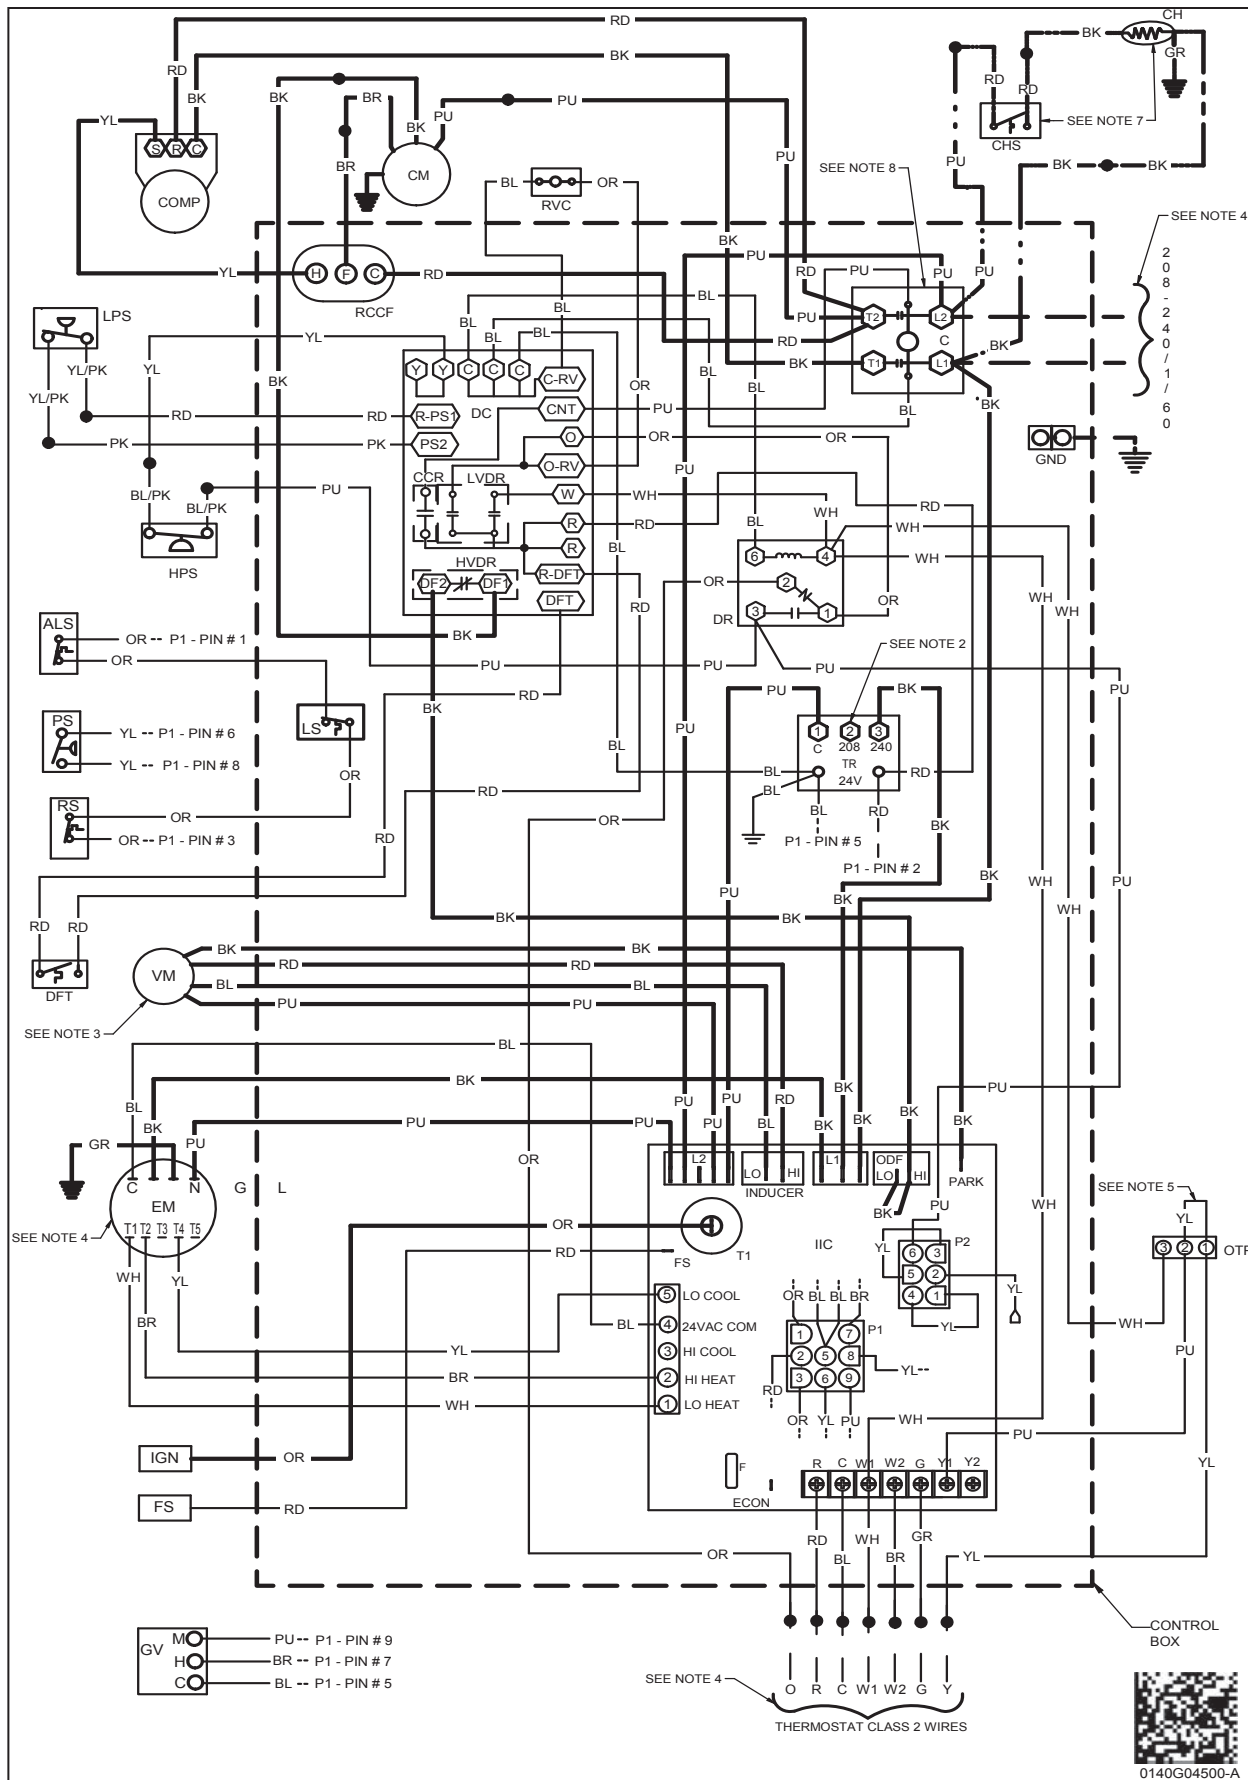 RD
CH
BK
GR
RD
BK
BK
BR
PU
PU
BK
YL
S R C
COMP
BR
CM
PU
RD RD
SEE NOTE 7
CHS
SEE NOTE 8
PU
BK
BK
BL
OR
RVC
SEE NOTE 4
208-240/1/60
YL
H F C
RD
RCCF
BK
RD
PU
PU
PU
LPS
YL/PK
YL/PK
YL
YL
BL
BL
BL
BL
BL
PU
T2
L2
C
RD
BK
T1
L1
BK
BK
BL
BL
BL
Y Y C C C
C-RV
OR
RD
RD
R-PS1
DC
CNT
PU
PK
PK
PS2
O
OR
OR
GND
CCR
LVDR
O-RV
PU
BL/PK
BL/PK
PU
W
WH
WH
RD
R
RD
BL
WH
HPS
HVDR
R
6
4
WH
DF2
DF1
R-DFT
OR
2
OR
WH
WH
DFT
RD
DR
3
1
ALS
OR -- P1 - PIN # 1
OR
BK
PU
PU
SEE NOTE 2
PU
PU
RD
BK
PU
BK
PS
YL -- P1 - PIN # 6
YL -- P1 - PIN # 8
LS
OR
PU
BL
1 2 3
C 208 240
TR
24V
BL
RD
BL
RS
OR
OR -- P1 - PIN # 3
RD
RD
OR
BL
RD
BK
P1 - PIN # 5
P1 - PIN # 2
RD
RD
PU
BK
BK
WH
PU
WH
BK
BK
DFT
VM
BK
BK
RD
RD
BL
BL
PU
PU
SEE NOTE 3
BL
BL
BK
BK
PU
PU
PU
GR
BK
PU
PU
PU
BL
RD
BK
BK
BK
BK
BK
PU
C
N
G L
EM
T1 T2 T3 T4 T5
SEE NOTE 4
OR
L2
LO HI
INDUCER
L1
ODF
LO HI
PARK
BK
WH
SEE NOTE 5
YL
3 2 1
OR
RD
FS
T1
IIC
PU
YL
6 3
5 2
4 1
P2
YL
YL
WH
BR
YL
5 LO COOL
BL
4 24VAC COM
3 HI COOL
2 HI HEAT
1 LO HEAT
YL
BR
WH
OR BL BL BR
1 7
2 5 8
3 6 9
P1
YL--
RD
OR YL PU
WH
PU
WH
PU
YL
IGN
OR
FS
RD
F
ECON
R C W1 W2 G Y1 Y2
OR
RD
BL
WH
BR
GR
YL
GV
M
PU -- P1 - PIN # 9
H
BR -- P1 - PIN # 7
C
BL -- P1 - PIN # 5
CONTROL
BOX
SEE NOTE 4
O R C W1 W2 G Y
THERMOSTAT CLASS 2 WIRES
0140G04500-A